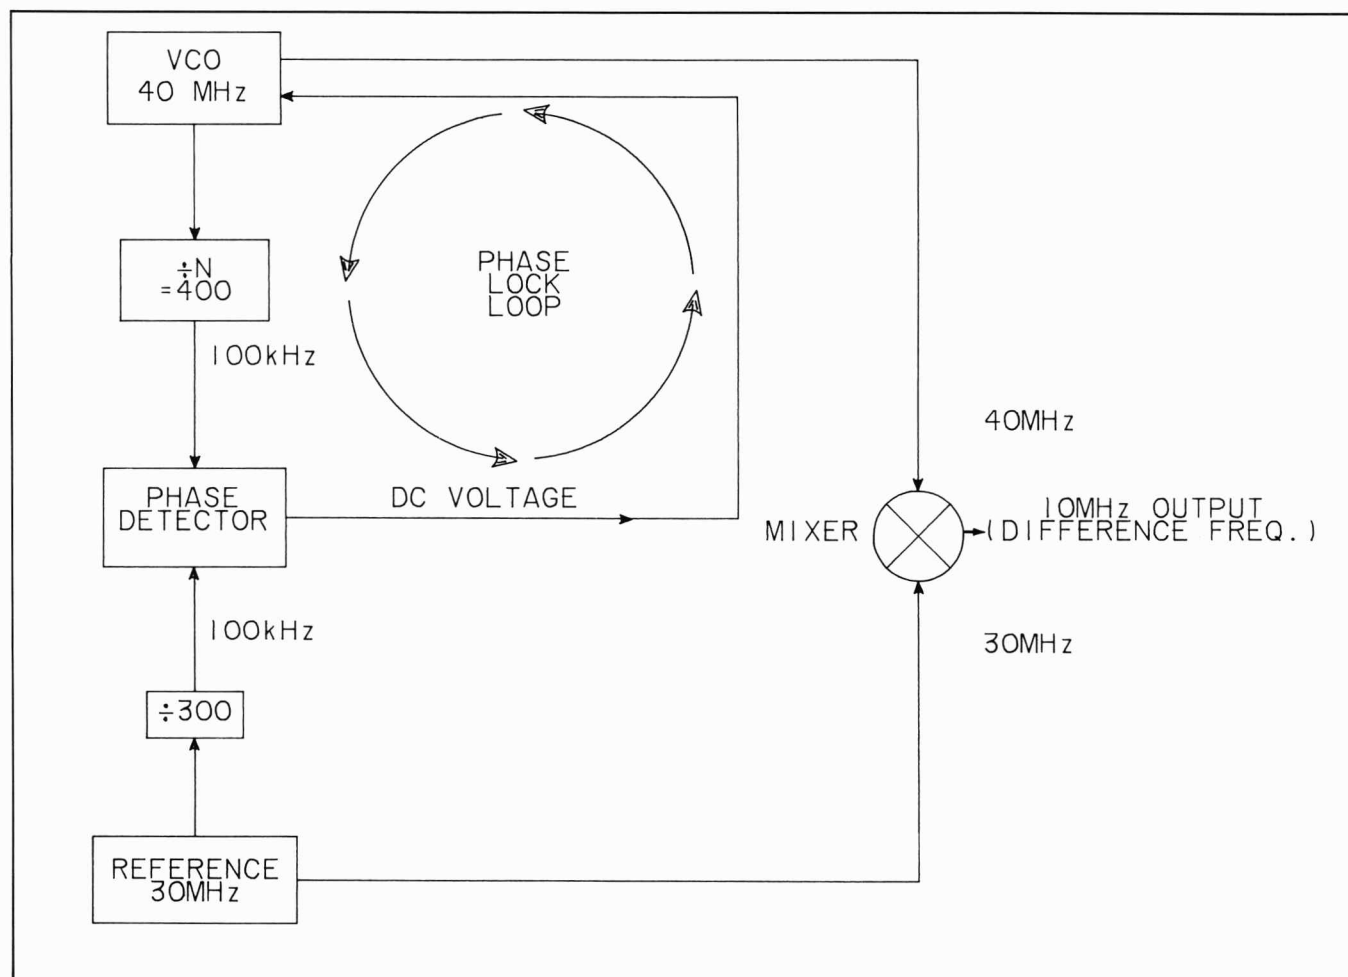 VCO
40 MHz
÷N
=400
100kHz
PHASE
LOCK
LOOP
40MHz
PHASE
DETECTOR
DC VOLTAGE
MIXER
10MHz OUTPUT
(DIFFERENCE FREQ.)
100kHz
30MHz
÷300
REFERENCE
30MHz